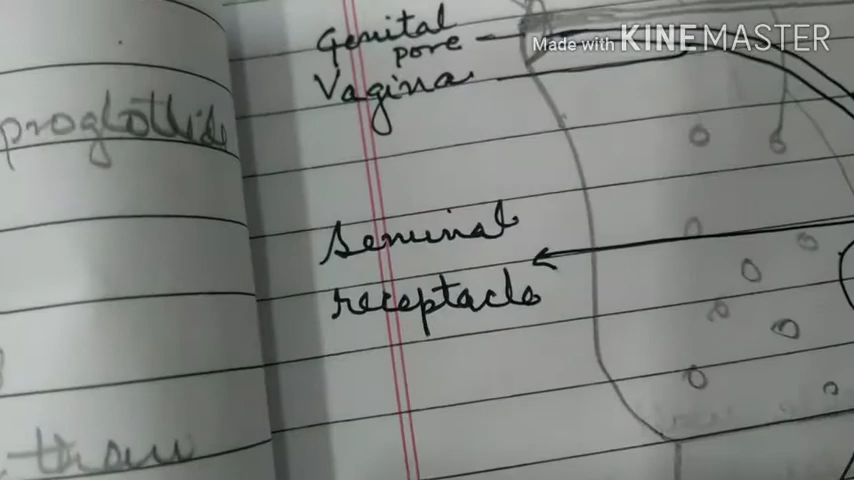 Genital
pore
Vagina
Made with KINEMASTER
proglottids
seminal
receptacle